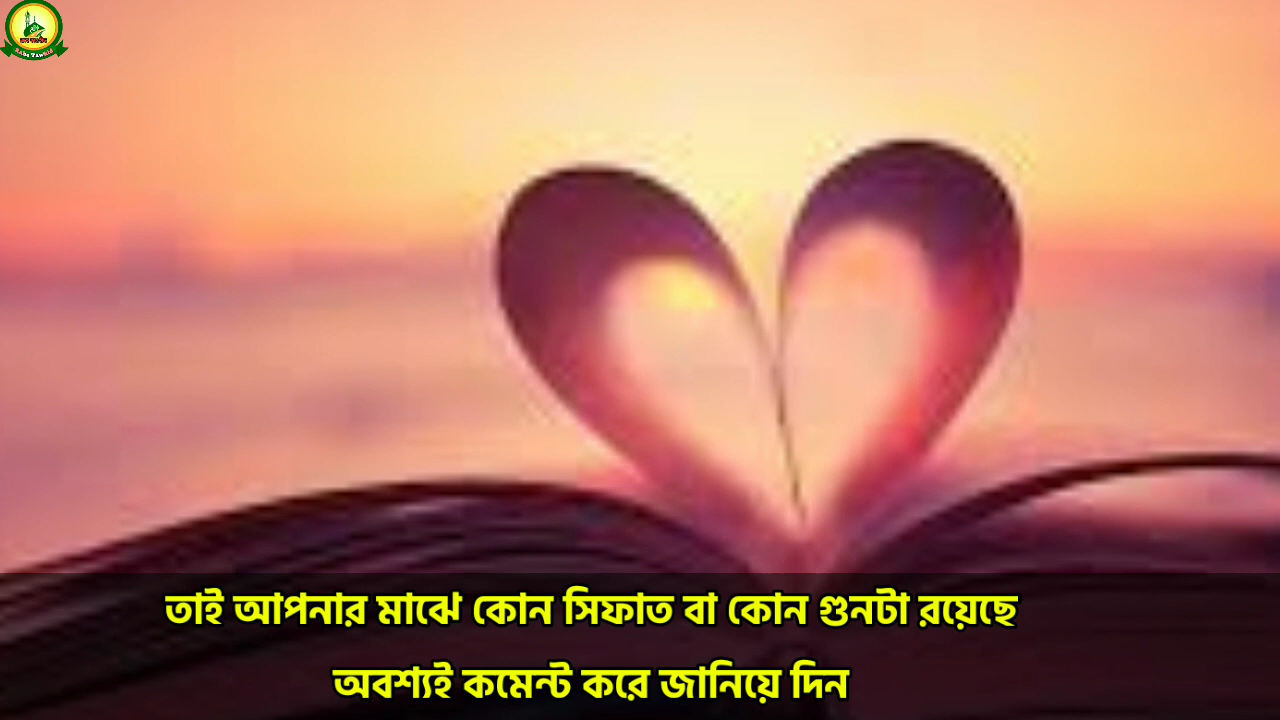 তাই আপনার মাঝে কোন সিফাত বা কোন গুনটা রয়েছে
অবশ্যই কমেন্ট করে জানিয়ে দিন